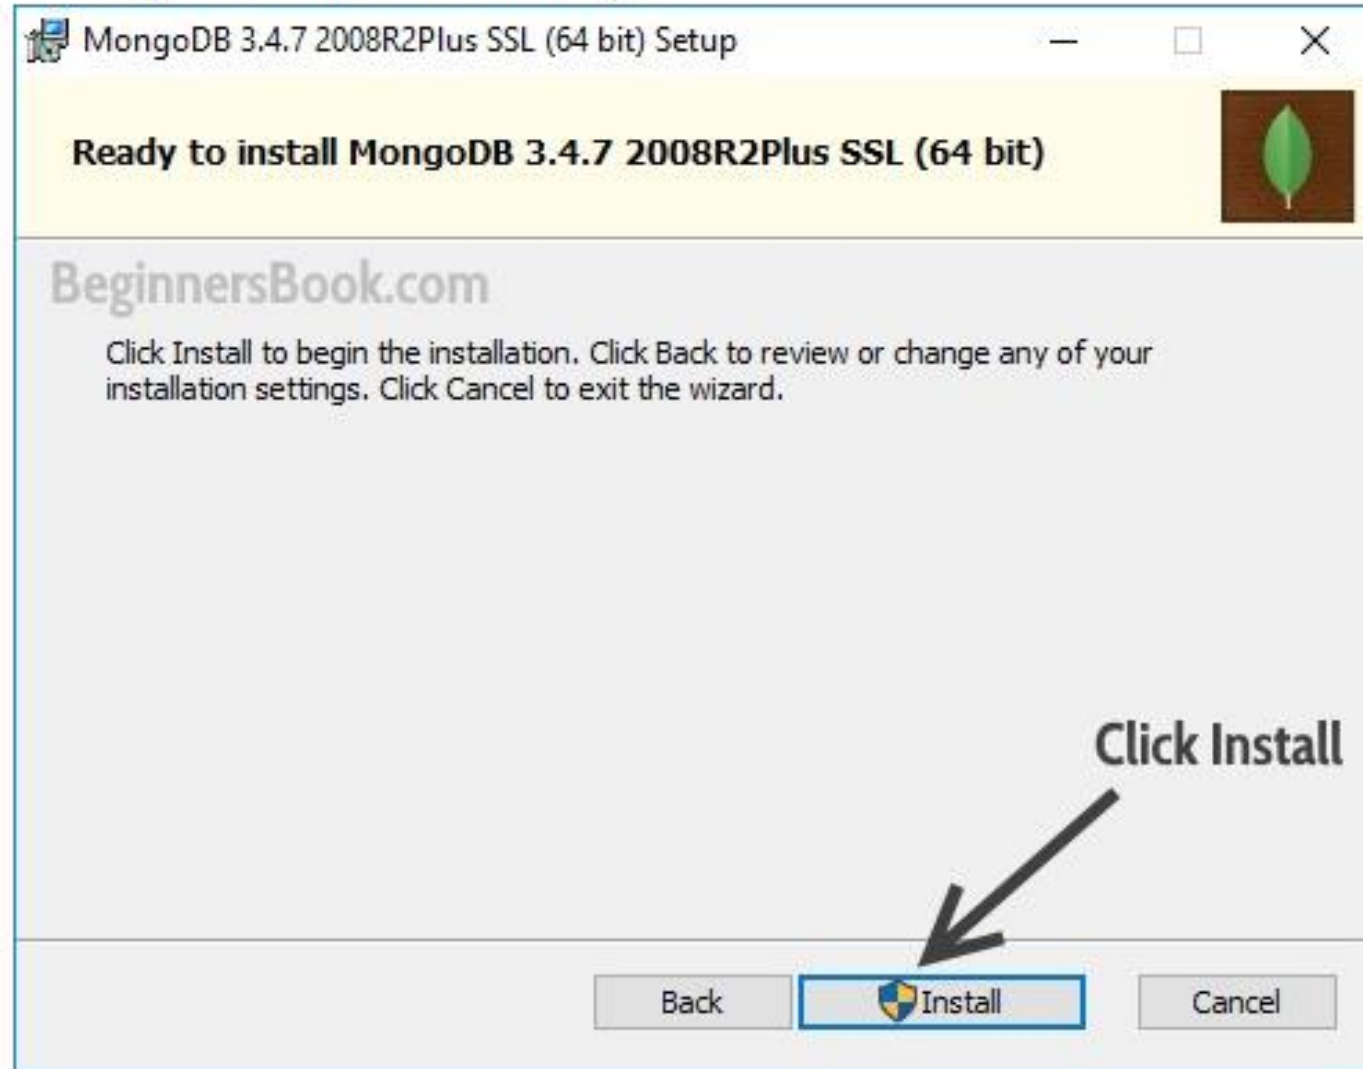 MongoDB 3.4.7 2008R2Plus SSL (64 bit) Setup
Ready to install MongoDB 3.4.7 2008R2Plus SSL (64 bit)
BeginnersBook.com
Click Install to begin the installation. Click Back to review or change any of your
installation settings. Click Cancel to exit the wizard.
Click Install
Back
Install
Cancel